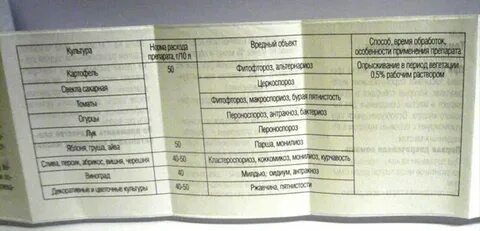 Культура Норма расхода препарата, г/10 л Вредный объект Способ, время обработок, особенности применения препарата
Картофель 50 Фитофтороз, альтернариоз Опрыскивание в период вегетации 0,5% рабочим раствором
Свекла сахарная Церкоспороз
Томаты Фитофтороз, макроспориоз, бурая пятнистость
Огурцы Пероноспороз, антракноз, бактериоз
Лук Пероноспороз
Яблоня, груша, айва 50 Парша, монилиоз
Слива, персик, абрикос, вишня, черешня 40-50 Кластероспориоз, коккомикоз, монилиоз, курчавость
Виноград 40 Милдью, оидиум, антракноз
Декоративные и цветочные культуры 40-50 Ржавчина, пятнистости